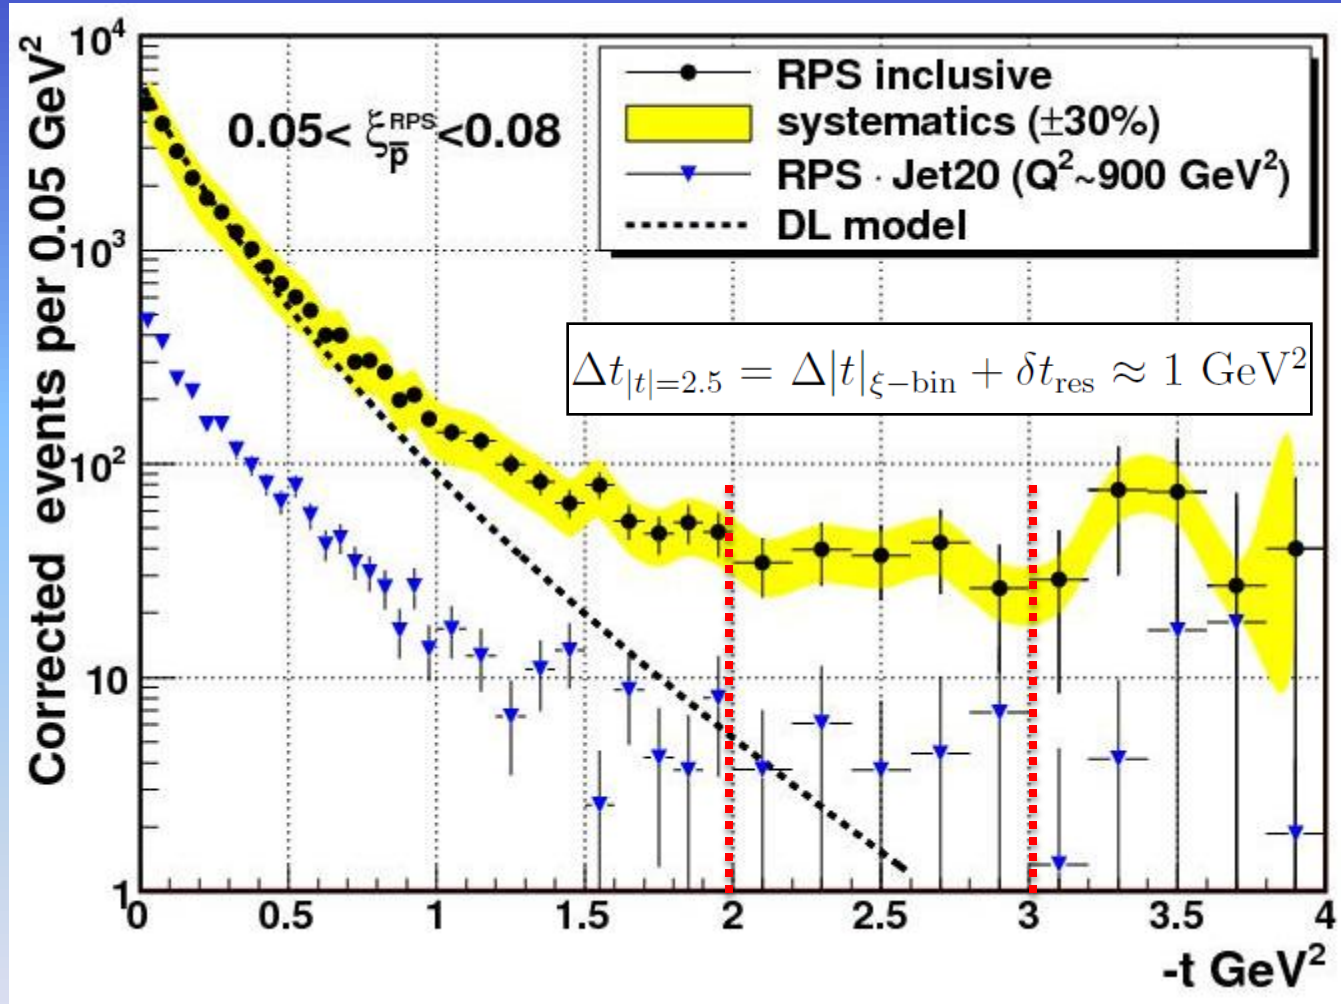 Corrected events per 0.05 GeV²
10⁴
10³
10²
10
1
0.05< ξ_p̄^RPS <0.08
RPS inclusive
systematics (±30%)
RPS · Jet20 (Q²~900 GeV²)
DL model
Δt_{|t|=2.5} = Δ|t|_{ξ−bin} + δt_res ≈ 1 GeV²
0 0.5 1 1.5 2 2.5 3 3.5 4
-t GeV²